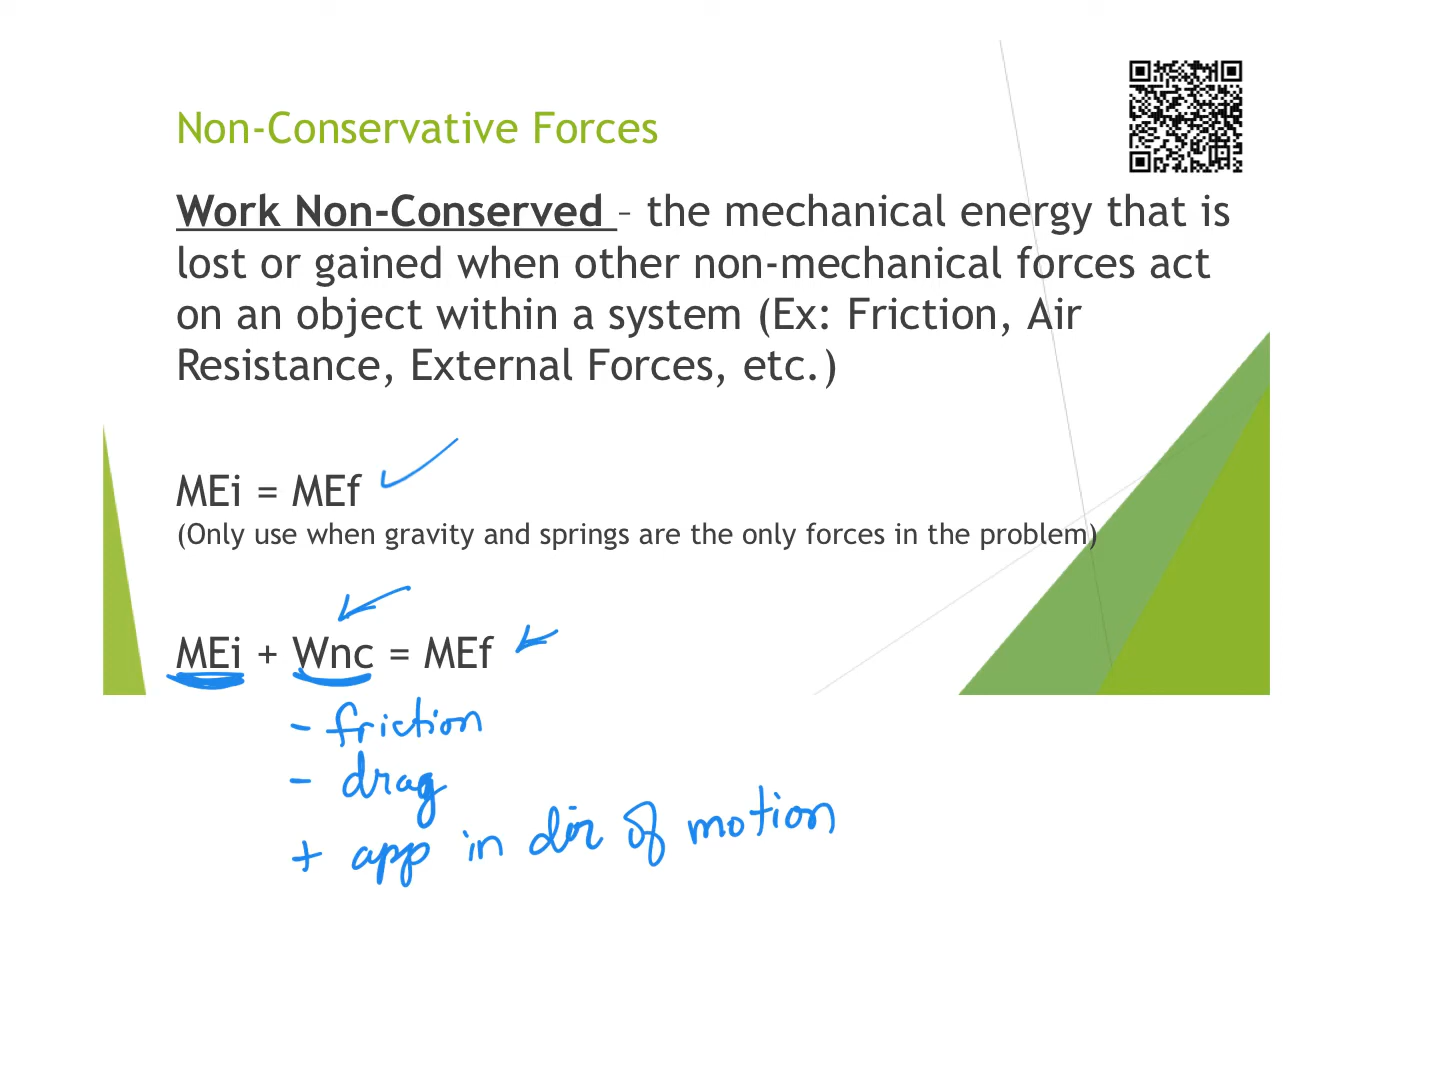 Non-Conservative Forces
Work Non-Conserved – the mechanical energy that is
lost or gained when other non-mechanical forces act
on an object within a system (Ex: Friction, Air
Resistance, External Forces, etc.)
MEi = MEf
(Only use when gravity and springs are the only forces in the problem)
MEi + Wnc = MEf
- friction
- drag
+ app in dir of motion